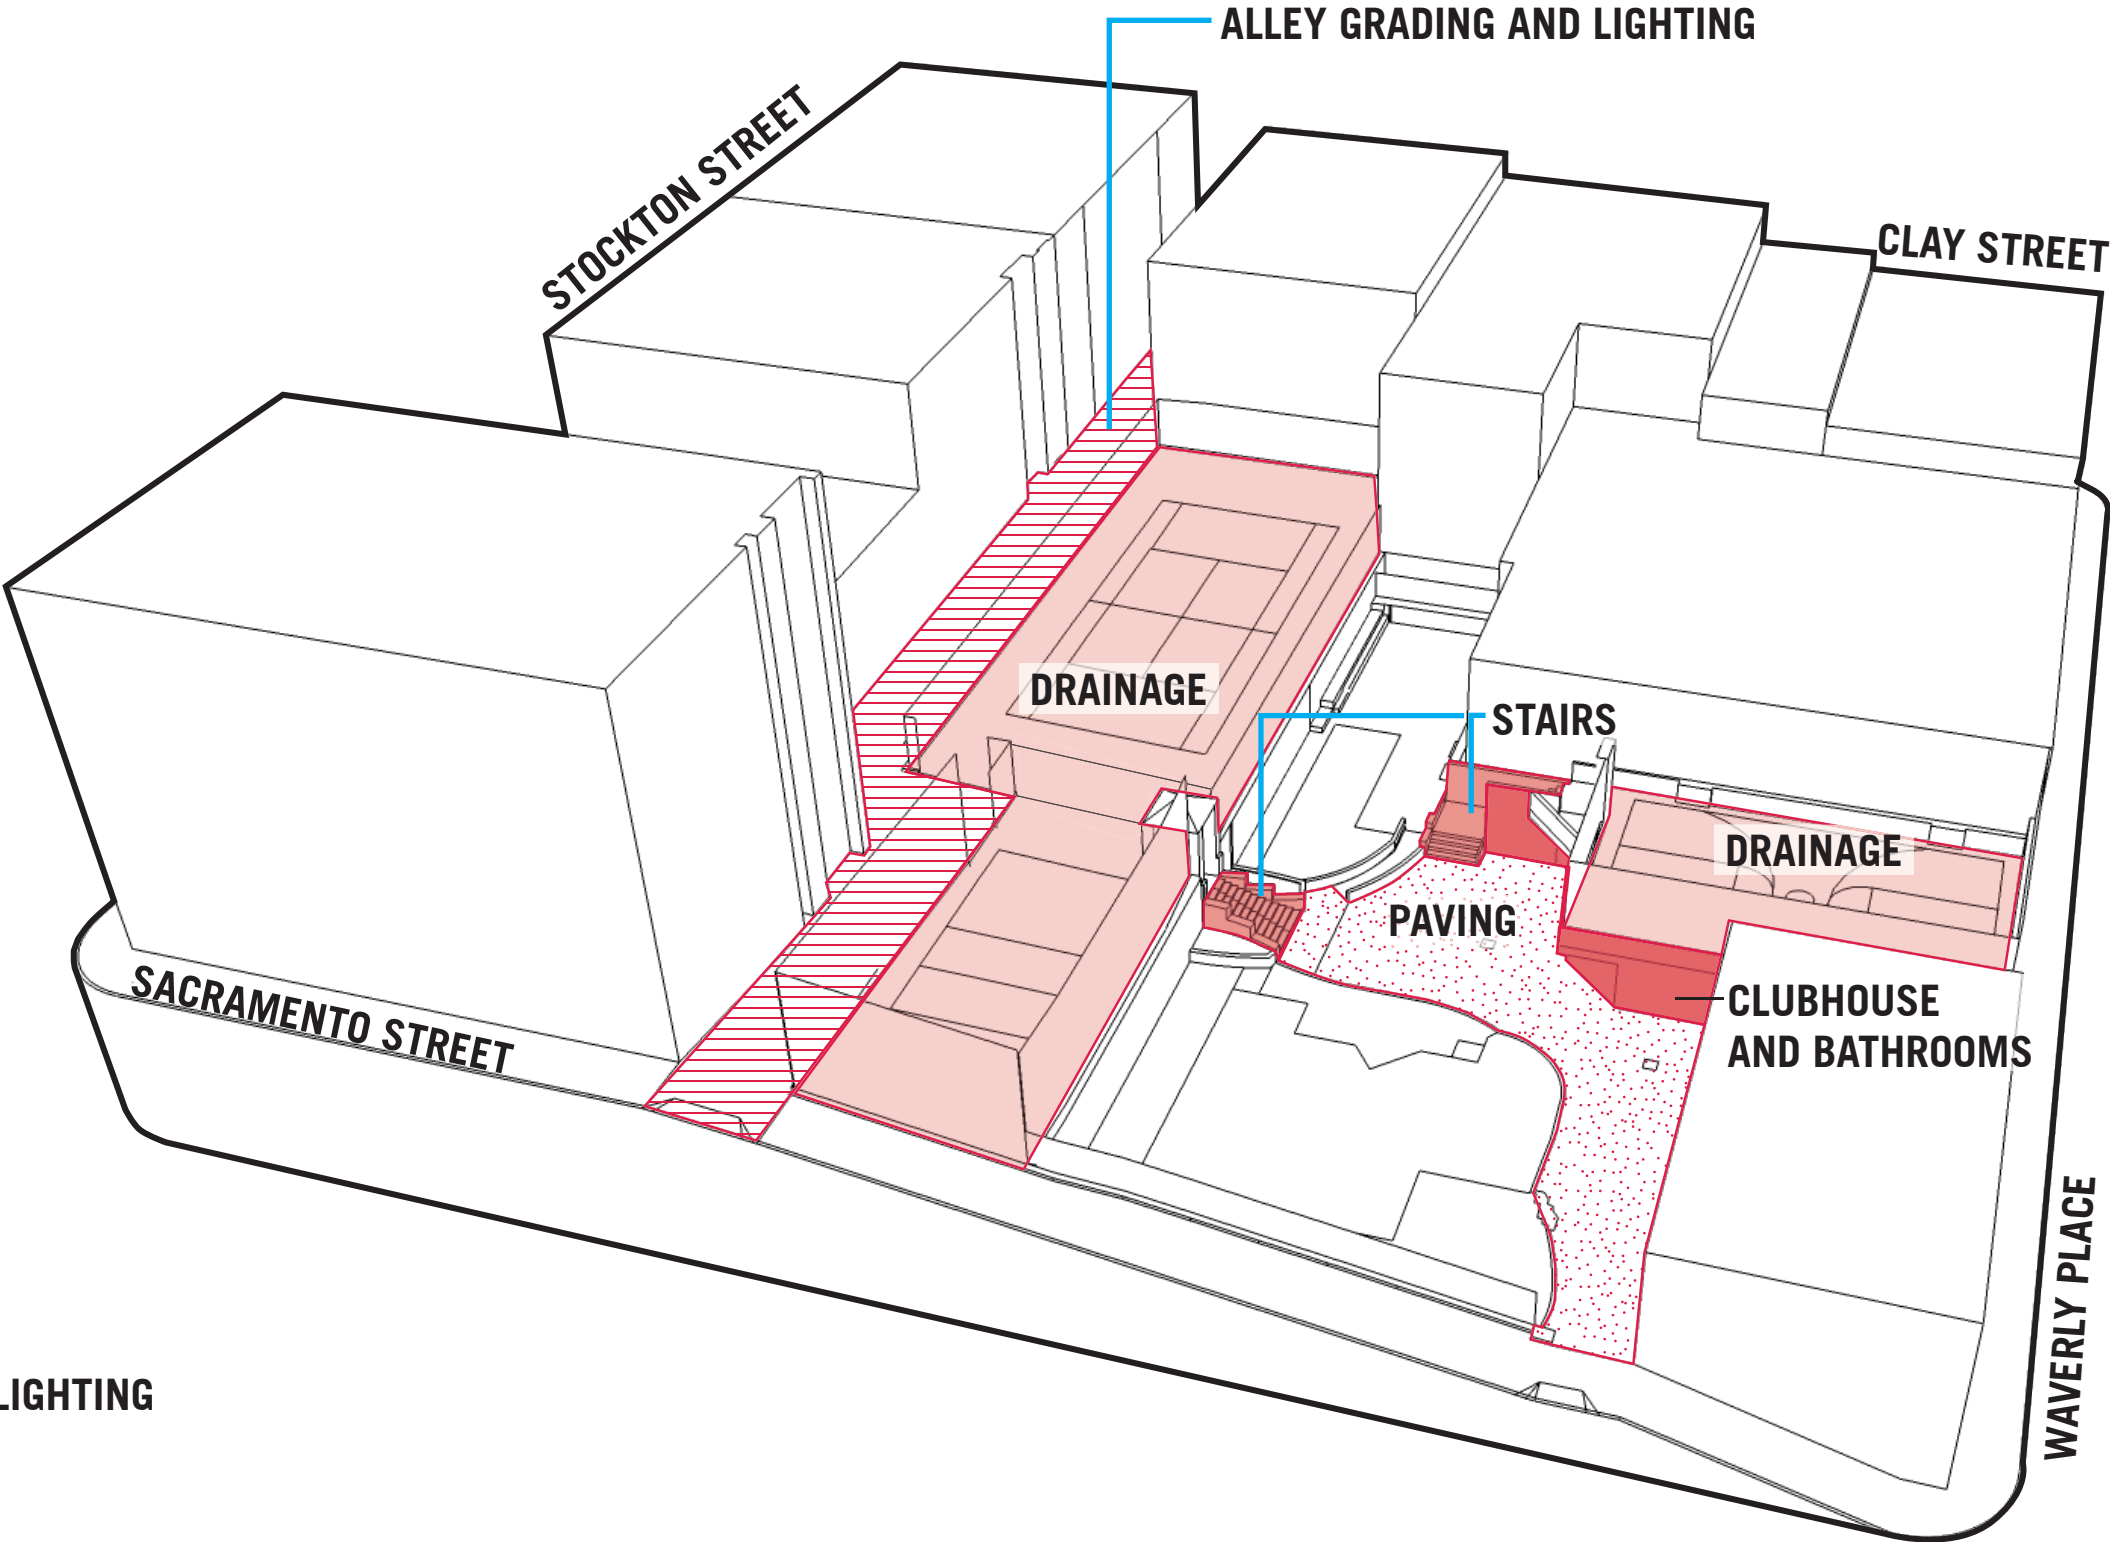 ALLEY GRADING AND LIGHTING
STOCKTON STREET
CLAY STREET
DRAINAGE
STAIRS
DRAINAGE
PAVING
SACRAMENTO STREET
CLUBHOUSE
AND BATHROOMS
WAVERLY PLACE
LIGHTING